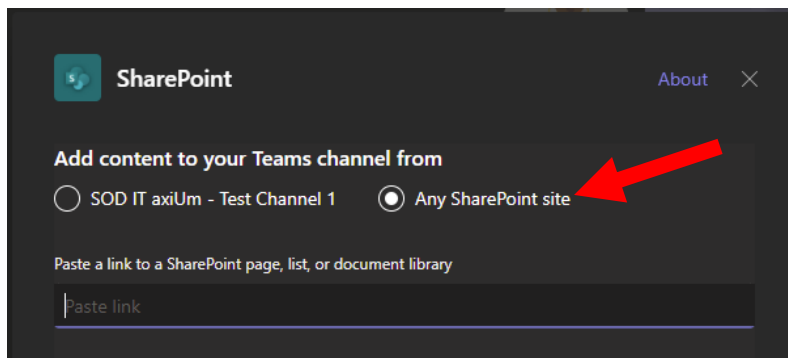 SharePoint
About
Add content to your Teams channel from
SOD IT axiUm - Test Channel 1
Any SharePoint site
Paste a link to a SharePoint page, list, or document library
Paste link